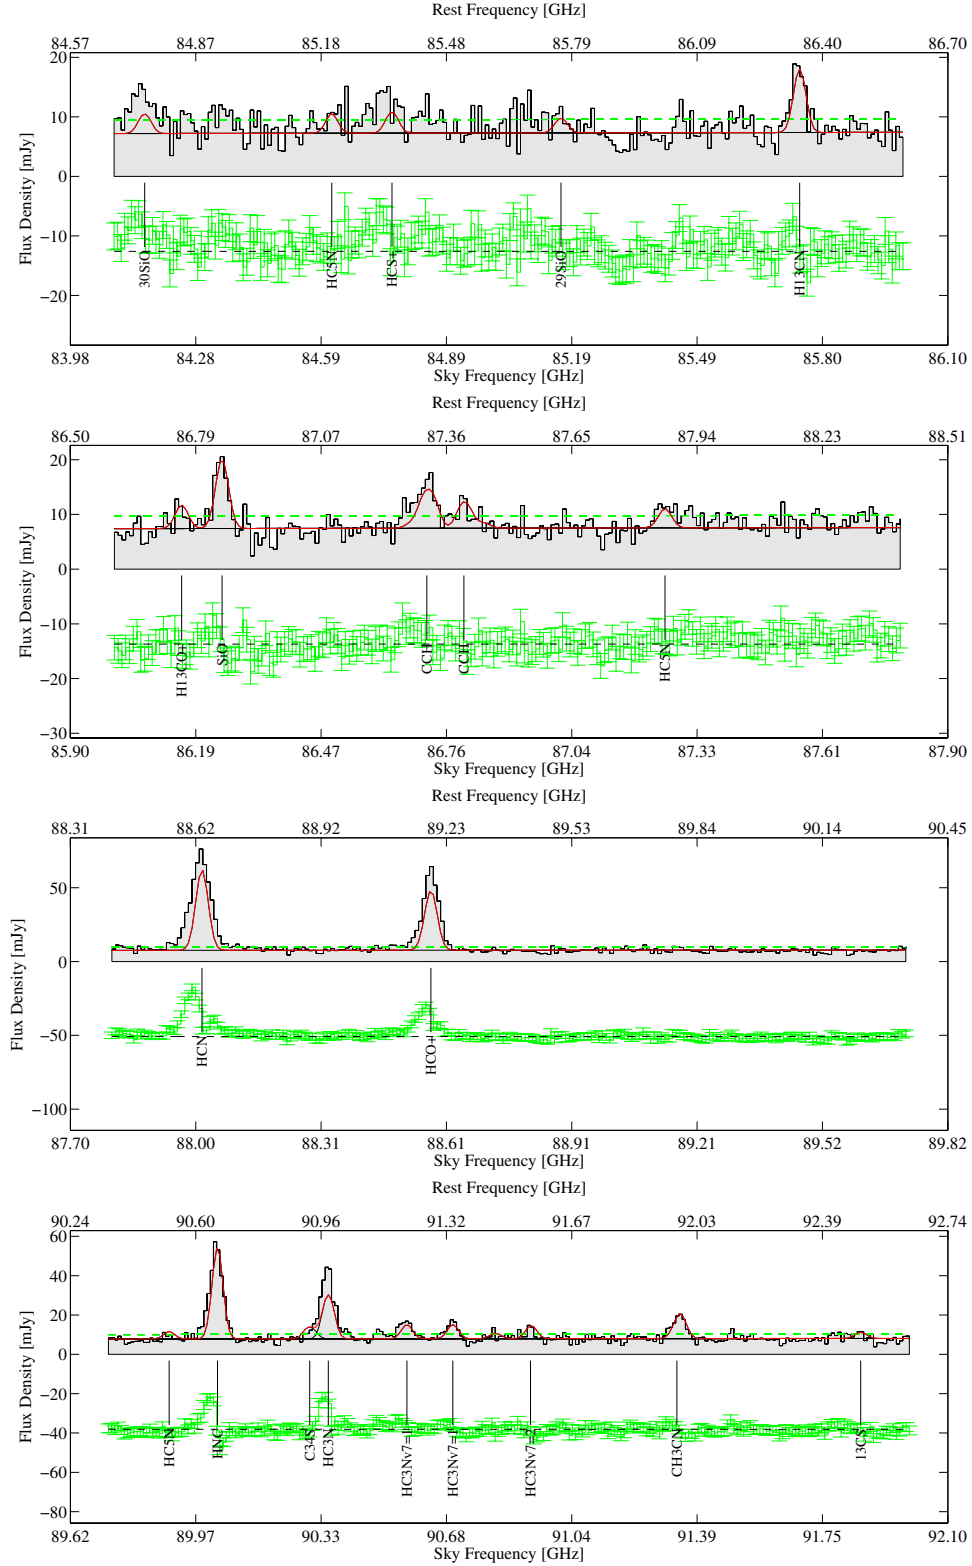 Rest Frequency [GHz]
84.57 84.87 85.18 85.48 85.79 86.09 86.40 86.70
20
10
0
−10
−20
Flux Density [mJy]
30SiO HC5N HCS+ 29SiO H13CN
83.98 84.28 84.59 84.89 85.19 85.49 85.80 86.10
Sky Frequency [GHz]
Rest Frequency [GHz]
86.50 86.79 87.07 87.36 87.65 87.94 88.23 88.51
20
10
0
−10
−20
−30
Flux Density [mJy]
H13CO+ SiO CCH CCH HC5N
85.90 86.19 86.47 86.76 87.04 87.33 87.61 87.90
Sky Frequency [GHz]
Rest Frequency [GHz]
88.31 88.62 88.92 89.23 89.53 89.84 90.14 90.45
50
0
−50
−100
Flux Density [mJy]
HCN HCO+
87.70 88.00 88.31 88.61 88.91 89.21 89.52 89.82
Sky Frequency [GHz]
Rest Frequency [GHz]
90.24 90.60 90.96 91.32 91.67 92.03 92.39 92.74
60
40
20
0
−20
−40
−60
−80
Flux Density [mJy]
HC5N HNC C34S HC3N HC3Nv7=1 HC3Nv7=1 HC3Nv7=2 CH3CN 13CS
89.62 89.97 90.33 90.68 91.04 91.39 91.75 92.10
Sky Frequency [GHz]